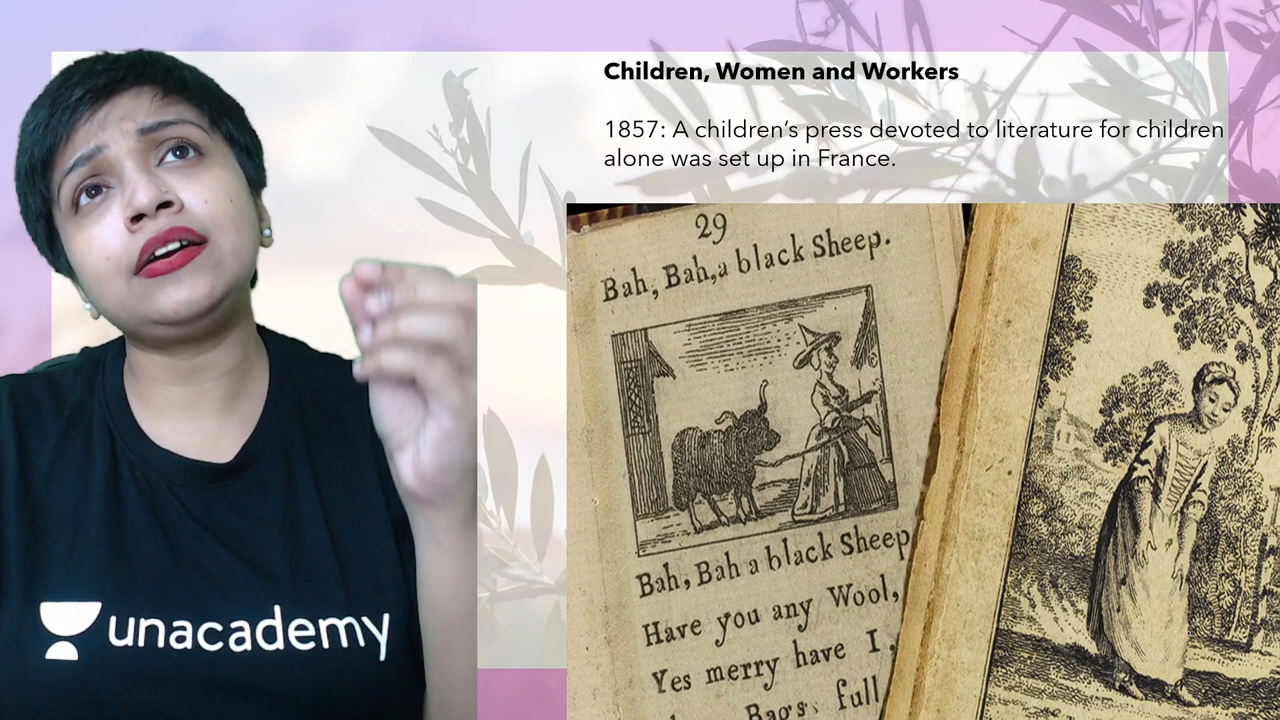 Children, Women and Workers
1857: A children's press devoted to literature for children
alone was set up in France.
29
Bah, Bah, a black Sheep.
Bah, Bah a black Sheep
Have you any Wool,
Yes merry have I,
Bags full
unacademy